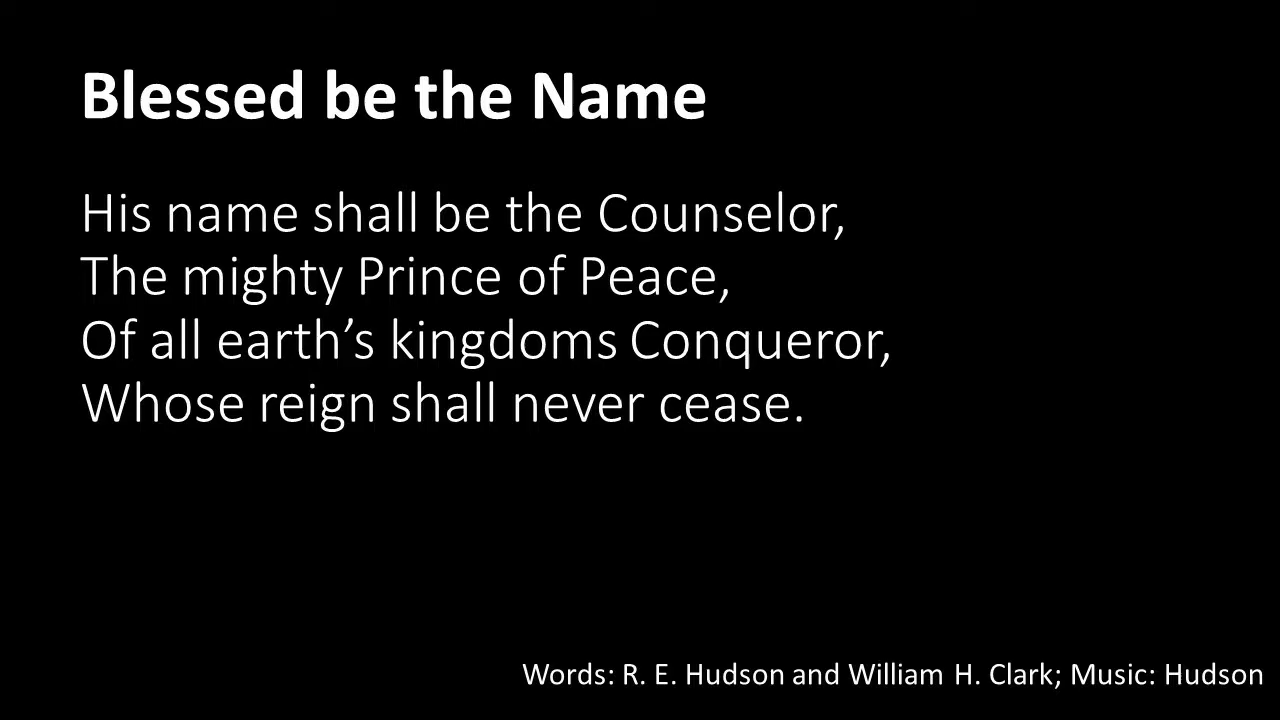 Blessed be the Name
His name shall be the Counselor,
The mighty Prince of Peace,
Of all earth’s kingdoms Conqueror,
Whose reign shall never cease.
Words: R. E. Hudson and William H. Clark; Music: Hudson